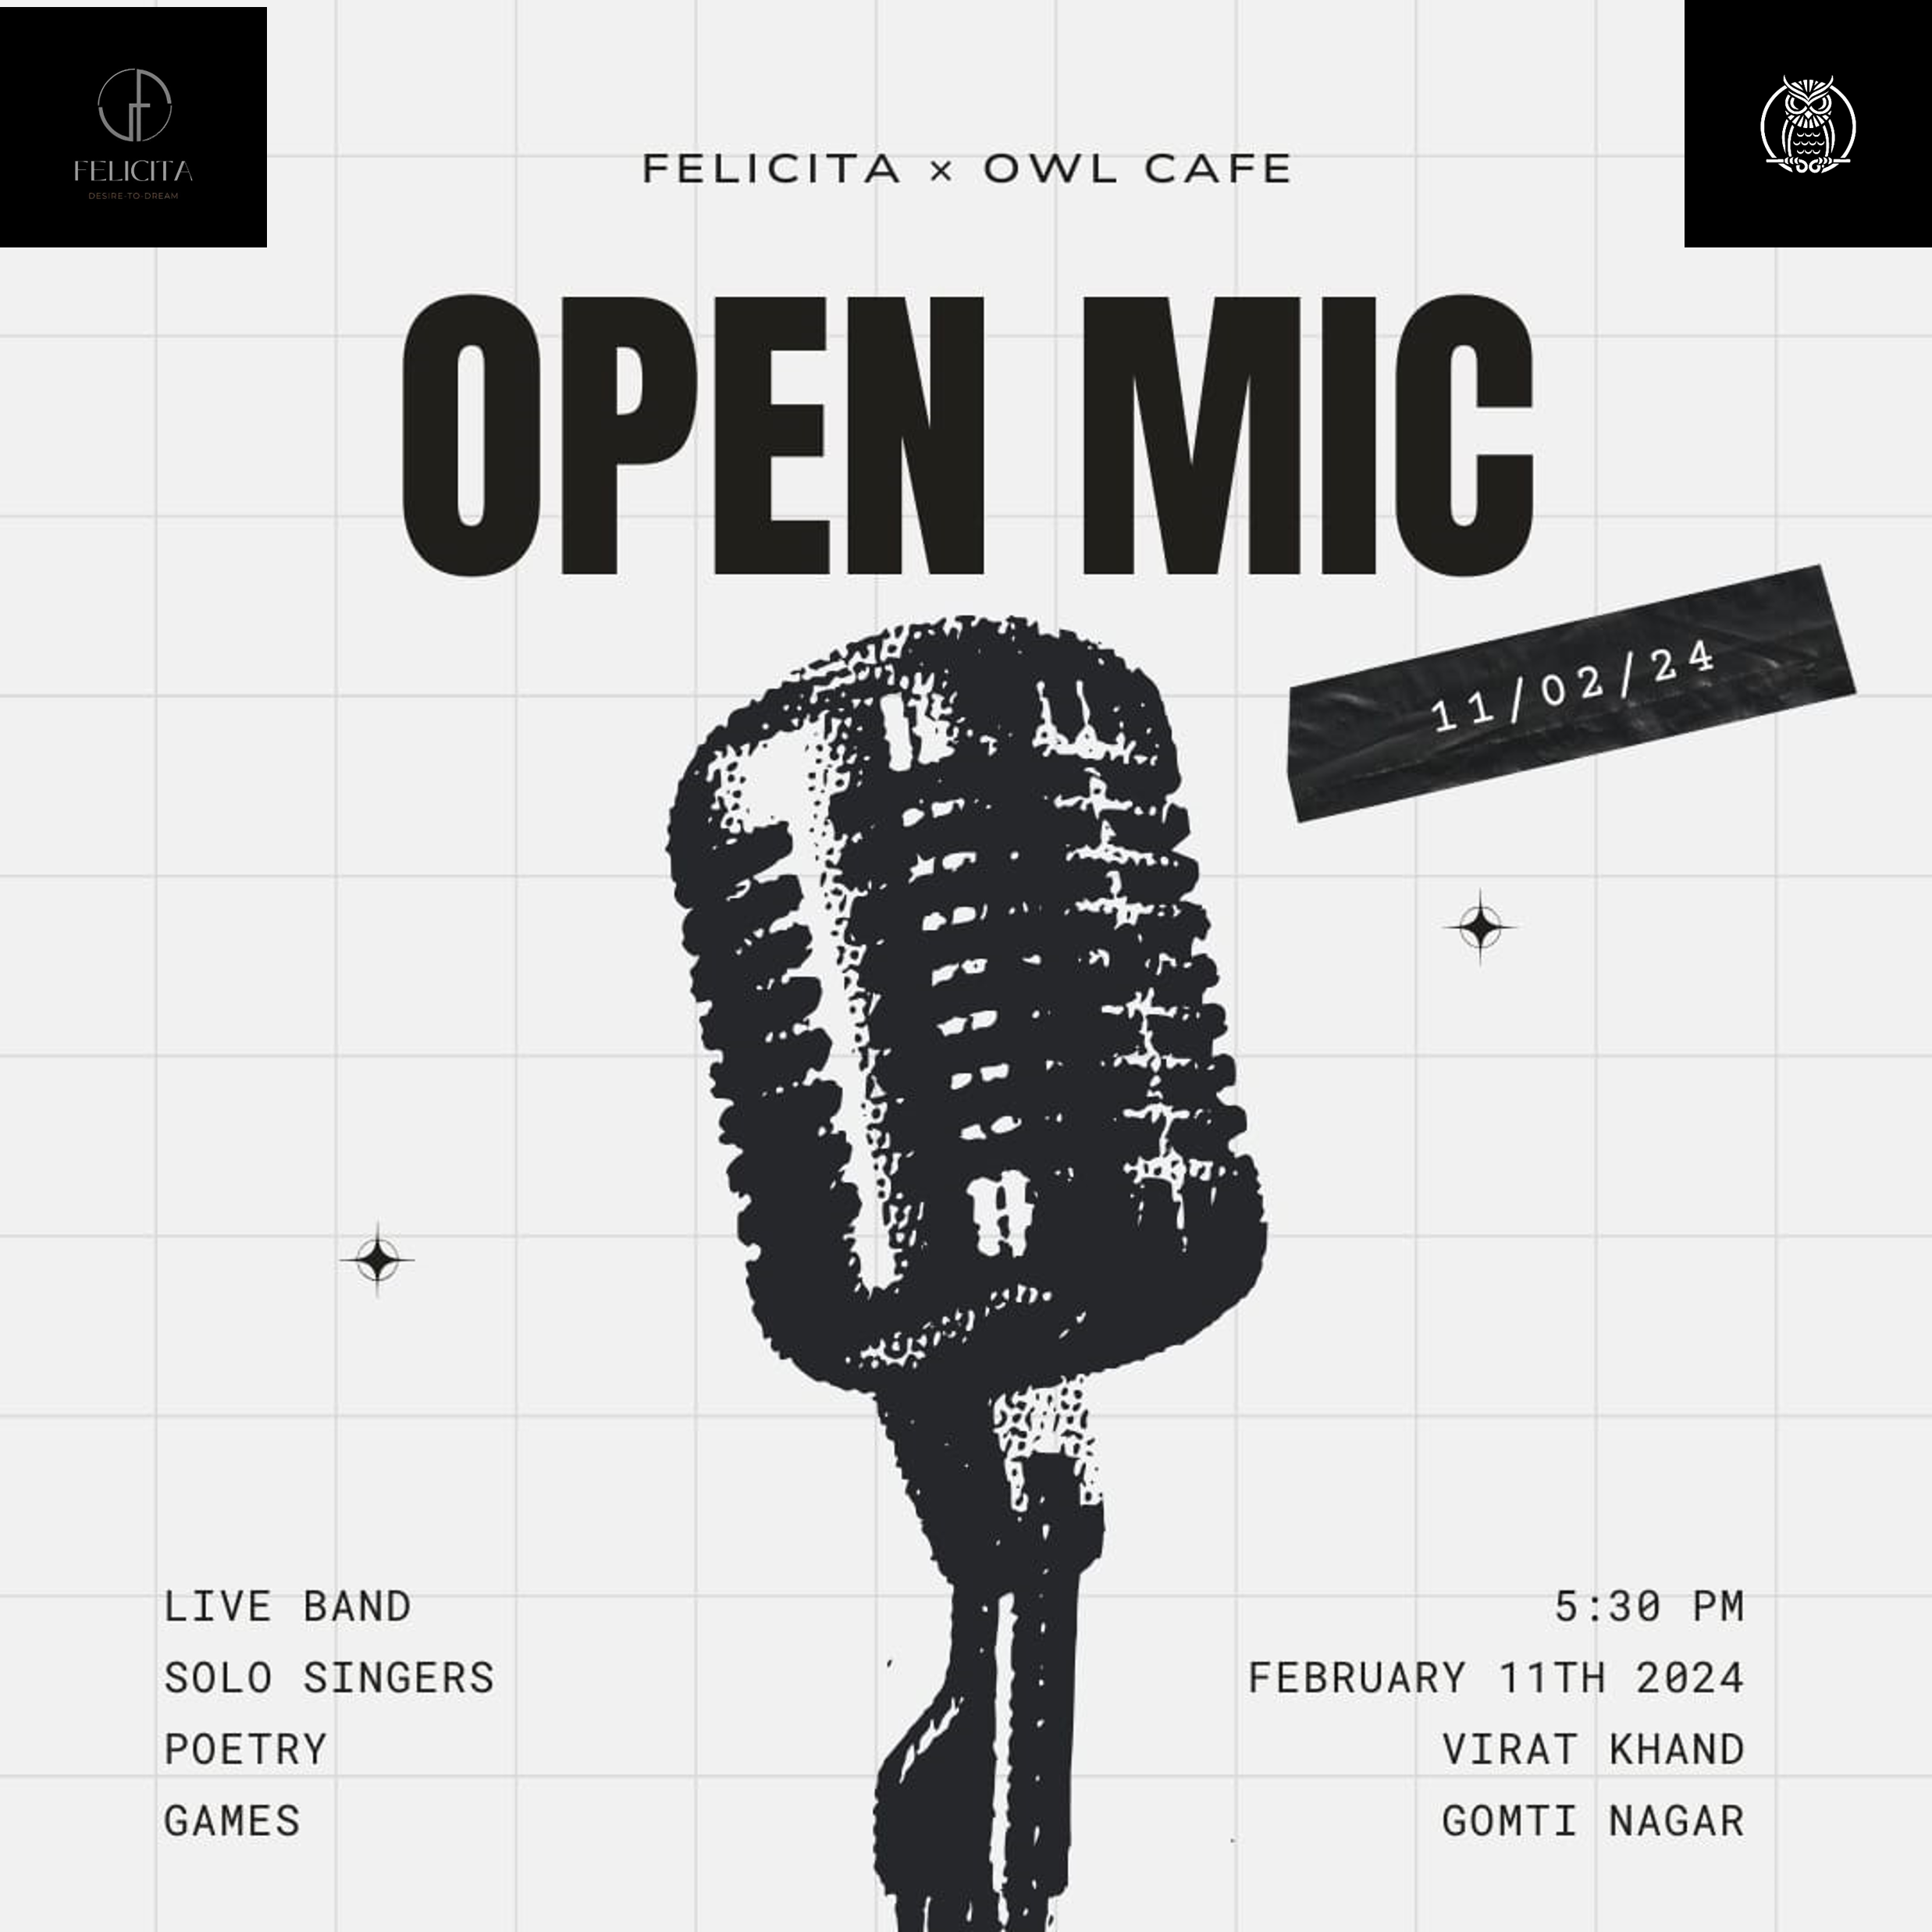 FELICITA
DESIRE-TO-DREAM
FELICITA × OWL CAFE
OPEN MIC
11/02/24
LIVE BAND
SOLO SINGERS
POETRY
GAMES
5:30 PM
FEBRUARY 11TH 2024
VIRAT KHAND
GOMTI NAGAR